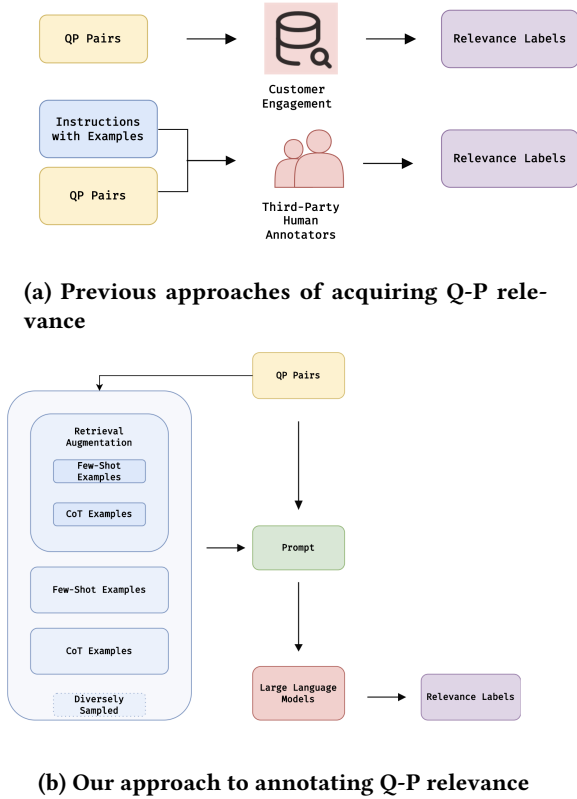 QP Pairs
Customer
Engagement
Relevance Labels
Instructions
with Examples
QP Pairs
Third-Party
Human
Annotators
Relevance Labels
(a) Previous approaches of acquiring Q-P rele-
vance
QP Pairs
Retrieval
Augmentation
Few-Shot
Examples
CoT Examples
Prompt
Few-Shot Examples
CoT Examples
Diversely
Sampled
Large Language
Models
Relevance Labels
(b) Our approach to annotating Q-P relevance